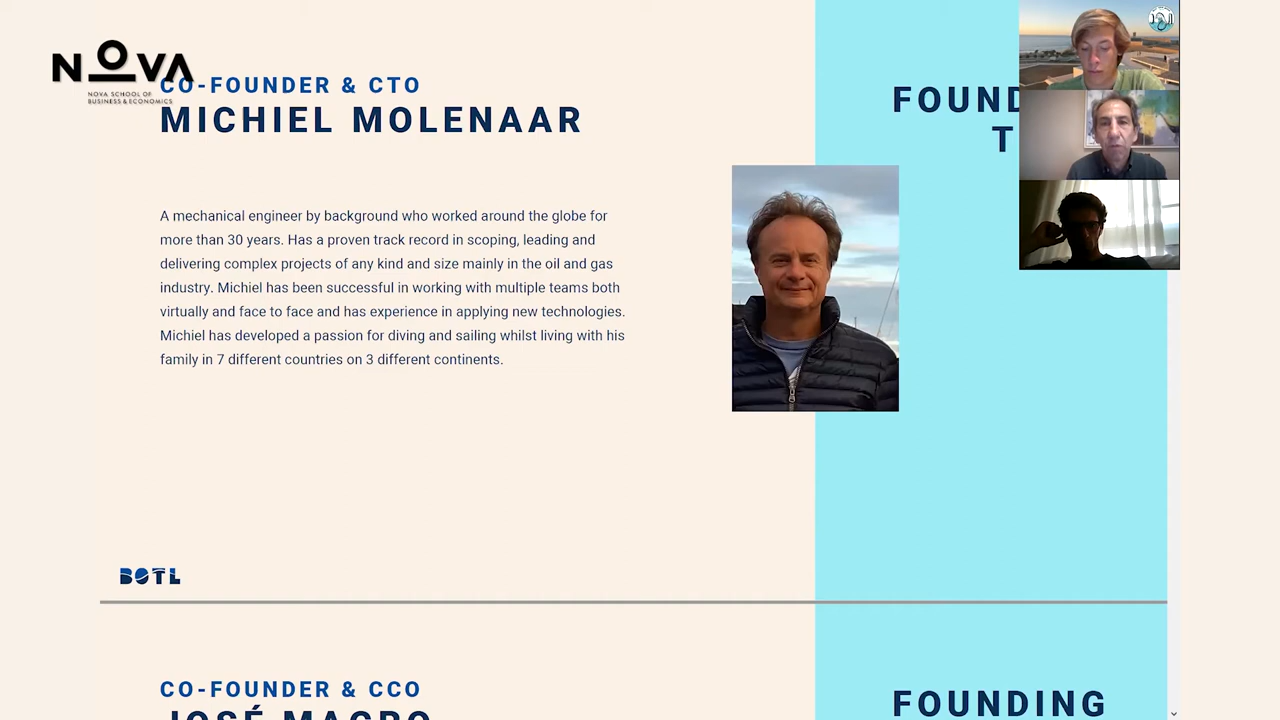 NOVA
NOVA SCHOOL OF
BUSINESS & ECONOMICS
CO-FOUNDER & CTO
MICHIEL MOLENAAR
A mechanical engineer by background who worked around the globe for
more than 30 years. Has a proven track record in scoping, leading and
delivering complex projects of any kind and size mainly in the oil and gas
industry. Michiel has been successful in working with multiple teams both
virtually and face to face and has experience in applying new technologies.
Michiel has developed a passion for diving and sailing whilst living with his
family in 7 different countries on 3 different continents.
FOUND
T
BOTL
CO-FOUNDER & CCO
JOSÉ MAGRO
FOUNDING